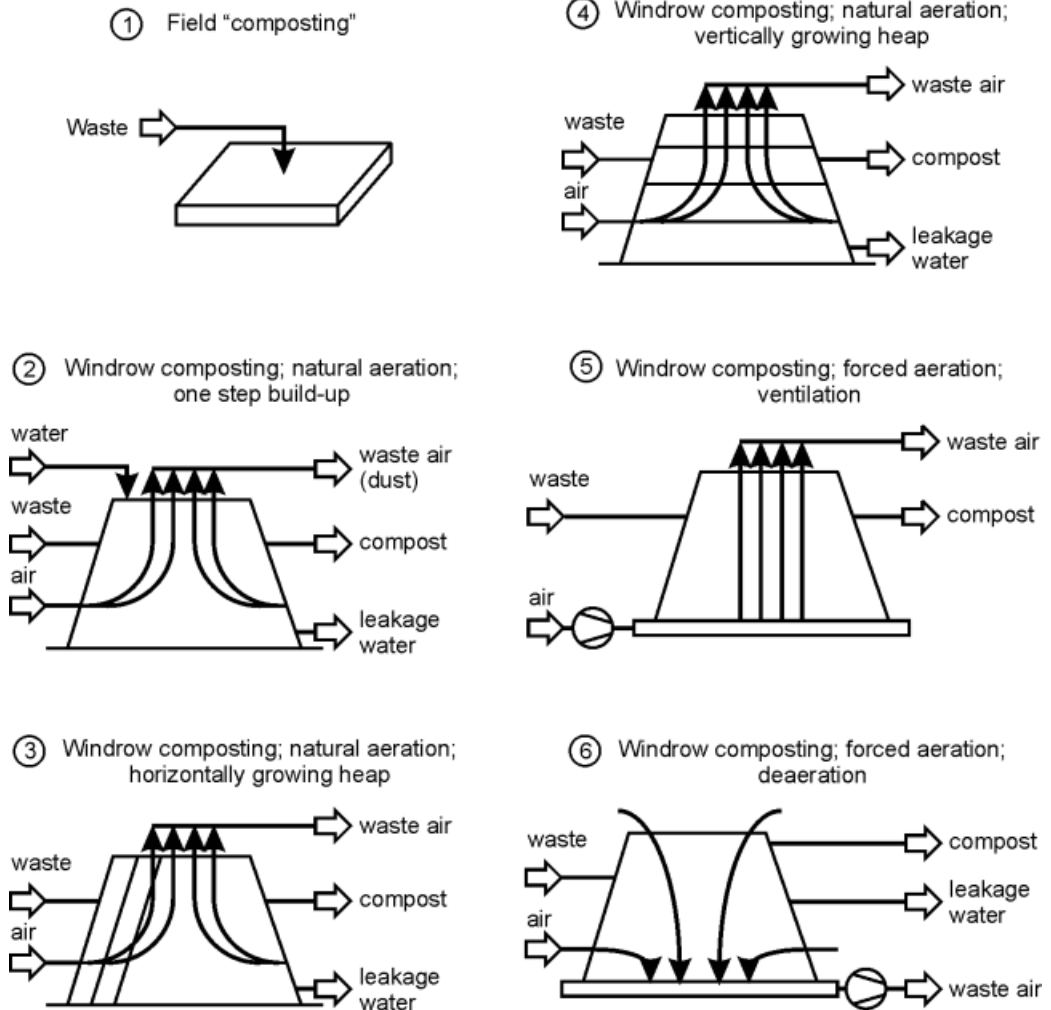 1 Field “composting”
Waste
2 Windrow composting; natural aeration;
one step build-up
water
waste air
(dust)
waste
compost
air
leakage
water
3 Windrow composting; natural aeration;
horizontally growing heap
waste air
waste
compost
air
leakage
water
4 Windrow composting; natural aeration;
vertically growing heap
waste air
waste
compost
air
leakage
water
5 Windrow composting; forced aeration;
ventilation
waste air
waste
compost
air
6 Windrow composting; forced aeration;
deaeration
waste
compost
leakage
water
air
waste air